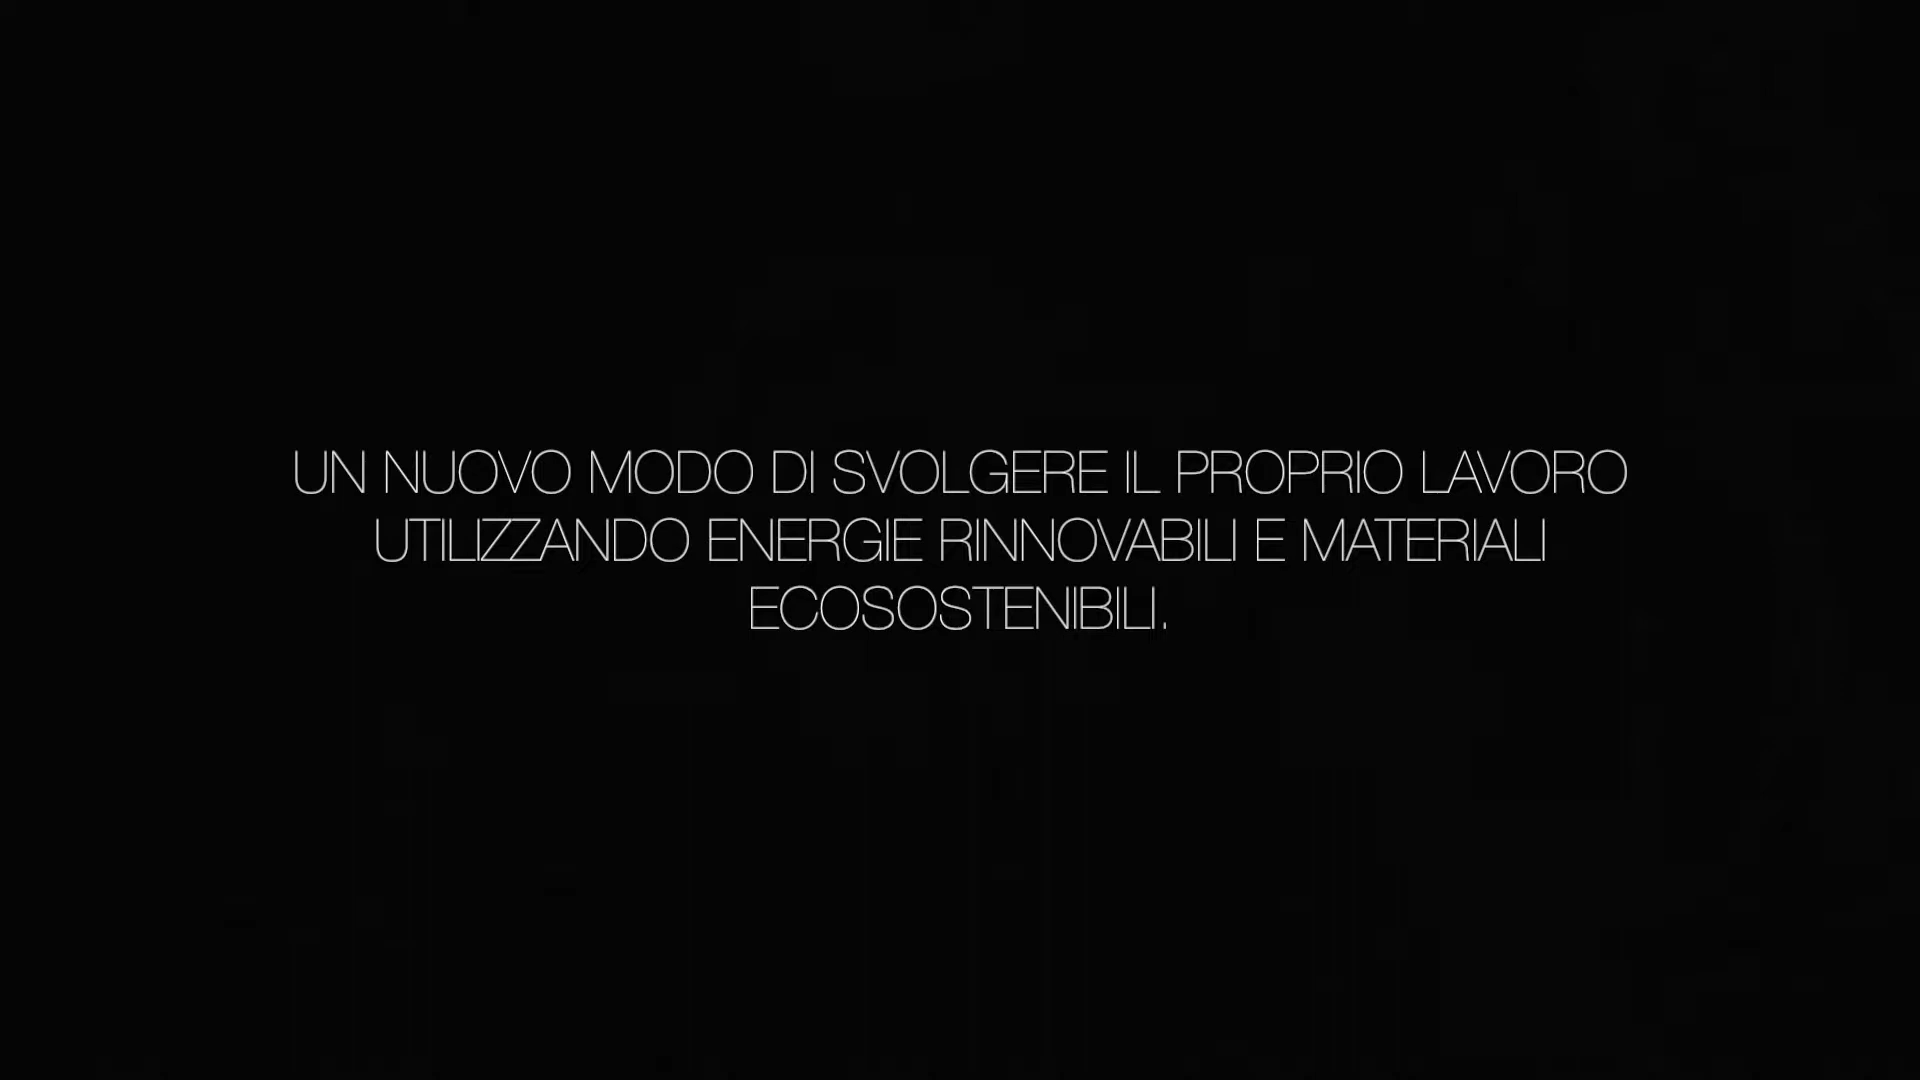 UN NUOVO MODO DI SVOLGERE IL PROPRIO LAVORO
UTILIZZANDO ENERGIE RINNOVABILI E MATERIALI
ECOSOSTENIBILI.